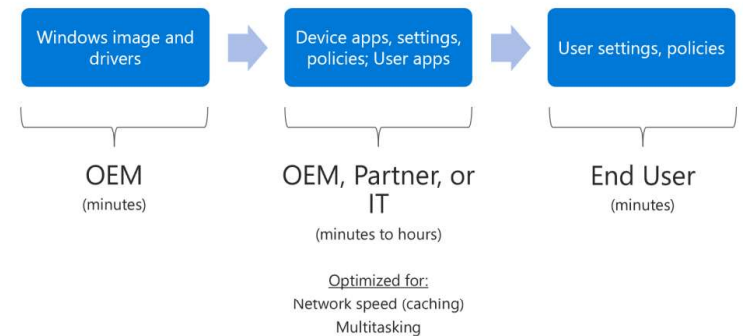 Windows image and
drivers
Device apps, settings,
policies; User apps
User settings, policies
OEM
(minutes)
OEM, Partner, or
IT
(minutes to hours)
End User
(minutes)
Optimized for:
Network speed (caching)
Multitasking